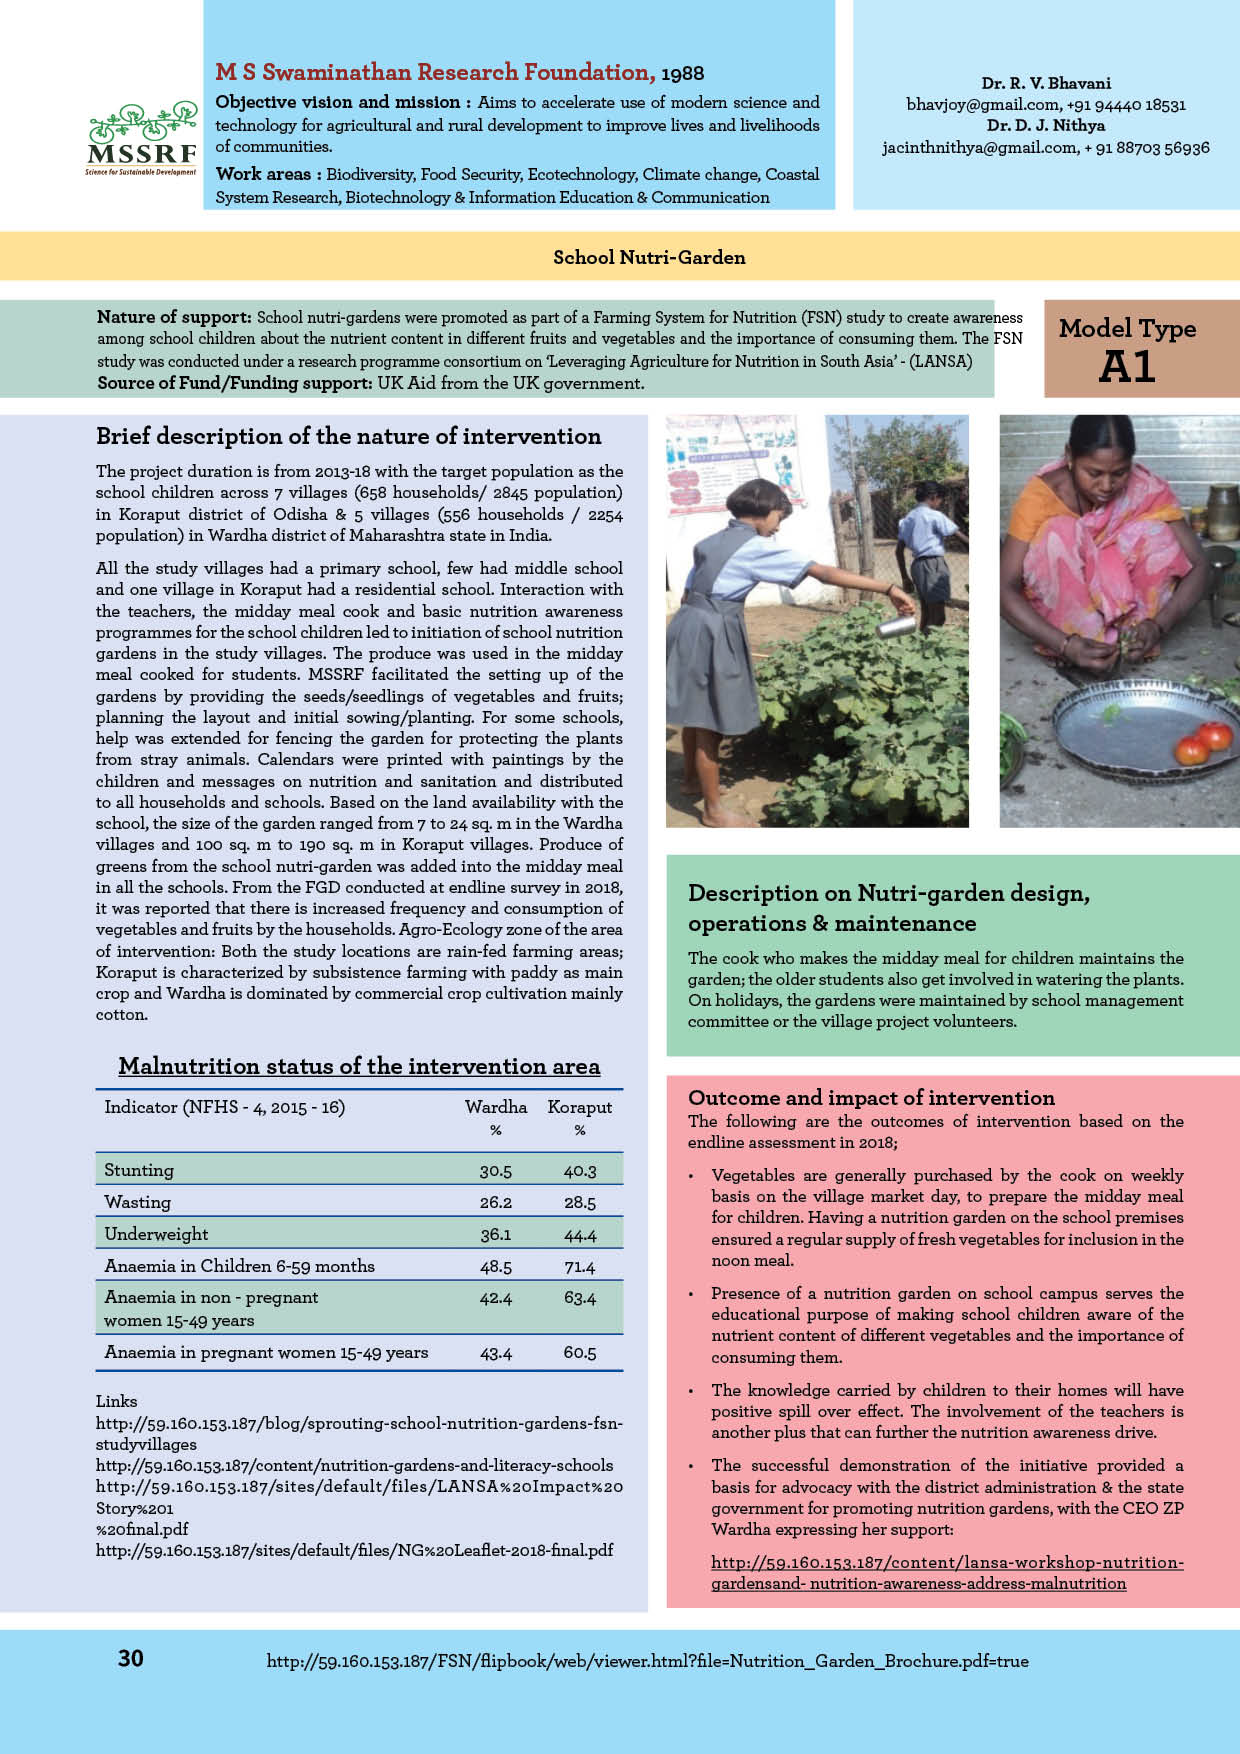 MSSRF
Science for Sustainable Development
M S Swaminathan Research Foundation, 1988
Objective vision and mission : Aims to accelerate use of modern science and
technology for agricultural and rural development to improve lives and livelihoods
of communities.
Work areas : Biodiversity, Food Security, Ecotechnology, Climate change, Coastal
System Research, Biotechnology & Information Education & Communication
Dr. R. V. Bhavani
bhavjoy@gmail.com, +91 94440 18531
Dr. D. J. Nithya
jacinthnithya@gmail.com, + 91 88703 56936
School Nutri-Garden
Nature of support: School nutri-gardens were promoted as part of a Farming System for Nutrition (FSN) study to create awareness
among school children about the nutrient content in different fruits and vegetables and the importance of consuming them. The FSN
study was conducted under a research programme consortium on ‘Leveraging Agriculture for Nutrition in South Asia’ - (LANSA)
Source of Fund/Funding support: UK Aid from the UK government.
Model Type
A1
Brief description of the nature of intervention
The project duration is from 2013-18 with the target population as the
school children across 7 villages (658 households/ 2845 population)
in Koraput district of Odisha & 5 villages (556 households / 2254
population) in Wardha district of Maharashtra state in India.
All the study villages had a primary school, few had middle school
and one village in Koraput had a residential school. Interaction with
the teachers, the midday meal cook and basic nutrition awareness
programmes for the school children led to initiation of school nutrition
gardens in the study villages. The produce was used in the midday
meal cooked for students. MSSRF facilitated the setting up of the
gardens by providing the seeds/seedlings of vegetables and fruits;
planning the layout and initial sowing/planting. For some schools,
help was extended for fencing the garden for protecting the plants
from stray animals. Calendars were printed with paintings by the
children and messages on nutrition and sanitation and distributed
to all households and schools. Based on the land availability with the
school, the size of the garden ranged from 7 to 24 sq. m in the Wardha
villages and 100 sq. m to 190 sq. m in Koraput villages. Produce of
greens from the school nutri-garden was added into the midday meal
in all the schools. From the FGD conducted at endline survey in 2018,
it was reported that there is increased frequency and consumption of
vegetables and fruits by the households. Agro-Ecology zone of the area
of intervention: Both the study locations are rain-fed farming areas;
Koraput is characterized by subsistence farming with paddy as main
crop and Wardha is dominated by commercial crop cultivation mainly
cotton.
Malnutrition status of the intervention area
Indicator (NFHS - 4, 2015 - 16) Wardha Koraput
% %
Stunting 30.5 40.3
Wasting 26.2 28.5
Underweight 36.1 44.4
Anaemia in Children 6-59 months 48.5 71.4
Anaemia in non - pregnant 42.4 63.4
women 15-49 years
Anaemia in pregnant women 15-49 years 43.4 60.5
Links
http://59.160.153.187/blog/sprouting-school-nutrition-gardens-fsn-
studyvillages
http://59.160.153.187/content/nutrition-gardens-and-literacy-schools
http://59.160.153.187/sites/default/files/LANSA%20Impact%20
Story%201
%20final.pdf
http://59.160.153.187/sites/default/files/NG%20Leaflet-2018-final.pdf
Description on Nutri-garden design,
operations & maintenance
The cook who makes the midday meal for children maintains the
garden; the older students also get involved in watering the plants.
On holidays, the gardens were maintained by school management
committee or the village project volunteers.
Outcome and impact of intervention
The following are the outcomes of intervention based on the
endline assessment in 2018;
• Vegetables are generally purchased by the cook on weekly
basis on the village market day, to prepare the midday meal
for children. Having a nutrition garden on the school premises
ensured a regular supply of fresh vegetables for inclusion in the
noon meal.
• Presence of a nutrition garden on school campus serves the
educational purpose of making school children aware of the
nutrient content of different vegetables and the importance of
consuming them.
• The knowledge carried by children to their homes will have
positive spill over effect. The involvement of the teachers is
another plus that can further the nutrition awareness drive.
• The successful demonstration of the initiative provided a
basis for advocacy with the district administration & the state
government for promoting nutrition gardens, with the CEO ZP
Wardha expressing her support:
http://59.160.153.187/content/lansa-workshop-nutrition-
gardensand- nutrition-awareness-address-malnutrition
30
http://59.160.153.187/FSN/flipbook/web/viewer.html?file=Nutrition_Garden_Brochure.pdf=true